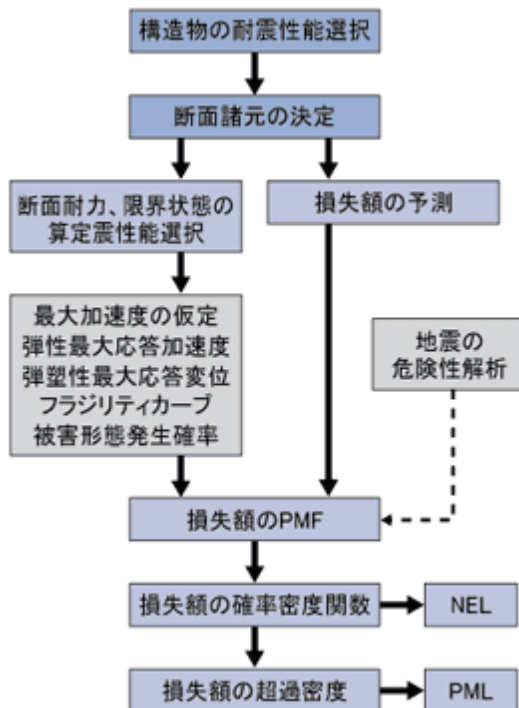 構造物の耐震性能選択
断面諸元の決定
断面耐力、限界状態の
算定震性能選択
損失額の予測
最大加速度の仮定
弾性最大応答加速度
弾塑性最大応答変位
フラジリティカーブ
被害形態発生確率
地震の
危険性解析
損失額のPMF
損失額の確率密度関数
NEL
損失額の超過密度
PML